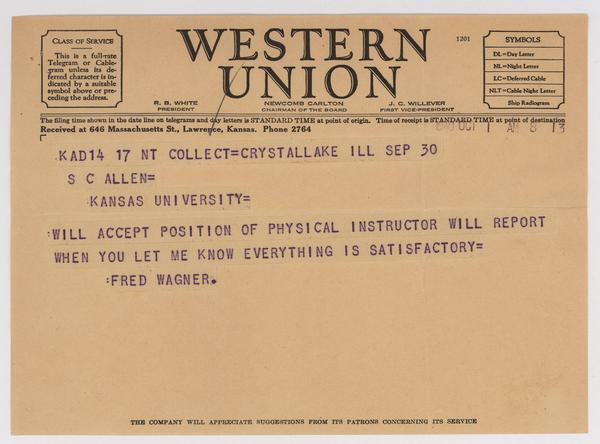 CLASS OF SERVICE
This is a full-rate
Telegram or Cable-
gram unless its de-
ferred character is in-
dicated by a suitable
symbol above or pre-
ceding the address.
WESTERN
UNION
1201
R. B. WHITE
PRESIDENT
NEWCOMB CARLTON
CHAIRMAN OF THE BOARD
J. C. WILLEVER
FIRST VICE-PRESIDENT
SYMBOLS
DL=Day Letter
NL=Night Letter
LC=Deferred Cable
NLT=Cable Night Letter
Ship Radiogram
The filing time shown in the date line on telegrams and day letters is STANDARD TIME at point of origin. Time of receipt is STANDARD TIME at point of destination
Received at 646 Massachusetts St., Lawrence, Kansas. Phone 2764
OCT 1 AM 8 13
KAD14 17 NT COLLECT=CRYSTALLAKE ILL SEP 30
S C ALLEN=
KANSAS UNIVERSITY=
:WILL ACCEPT POSITION OF PHYSICAL INSTRUCTOR WILL REPORT
WHEN YOU LET ME KNOW EVERYTHING IS SATISFACTORY=
:FRED WAGNER.
THE COMPANY WILL APPRECIATE SUGGESTIONS FROM ITS PATRONS CONCERNING ITS SERVICE